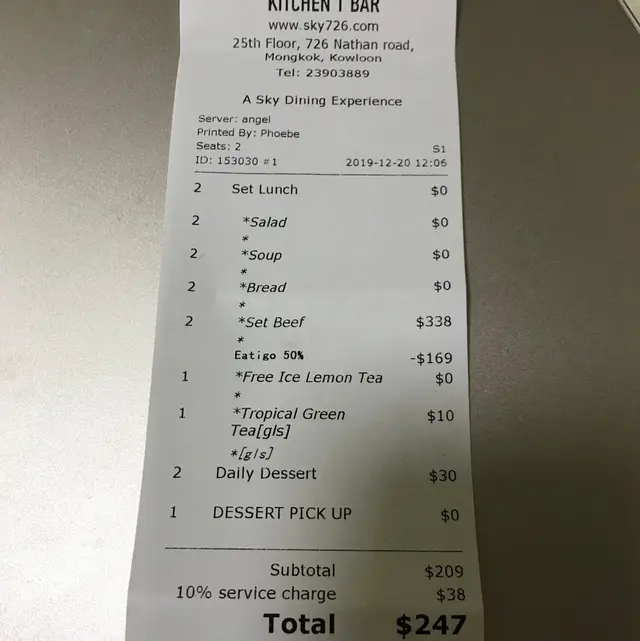 KITCHEN | BAR
www.sky726.com
25th Floor, 726 Nathan road,
Mongkok, Kowloon
Tel: 23903889
A Sky Dining Experience
Server: angel
Printed By: Phoebe
Seats: 2 S1
ID: 153030 #1 2019-12-20 12:06
2 Set Lunch $0
2 *Salad $0
*
2 *Soup $0
*
2 *Bread $0
*
2 *Set Beef $338
*
Eatigo 50% -$169
1 *Free Ice Lemon Tea $0
*
1 *Tropical Green $10
Tea[gls]
*[gls]
2 Daily Dessert $30
1 DESSERT PICK UP $0
Subtotal $209
10% service charge $38
Total $247